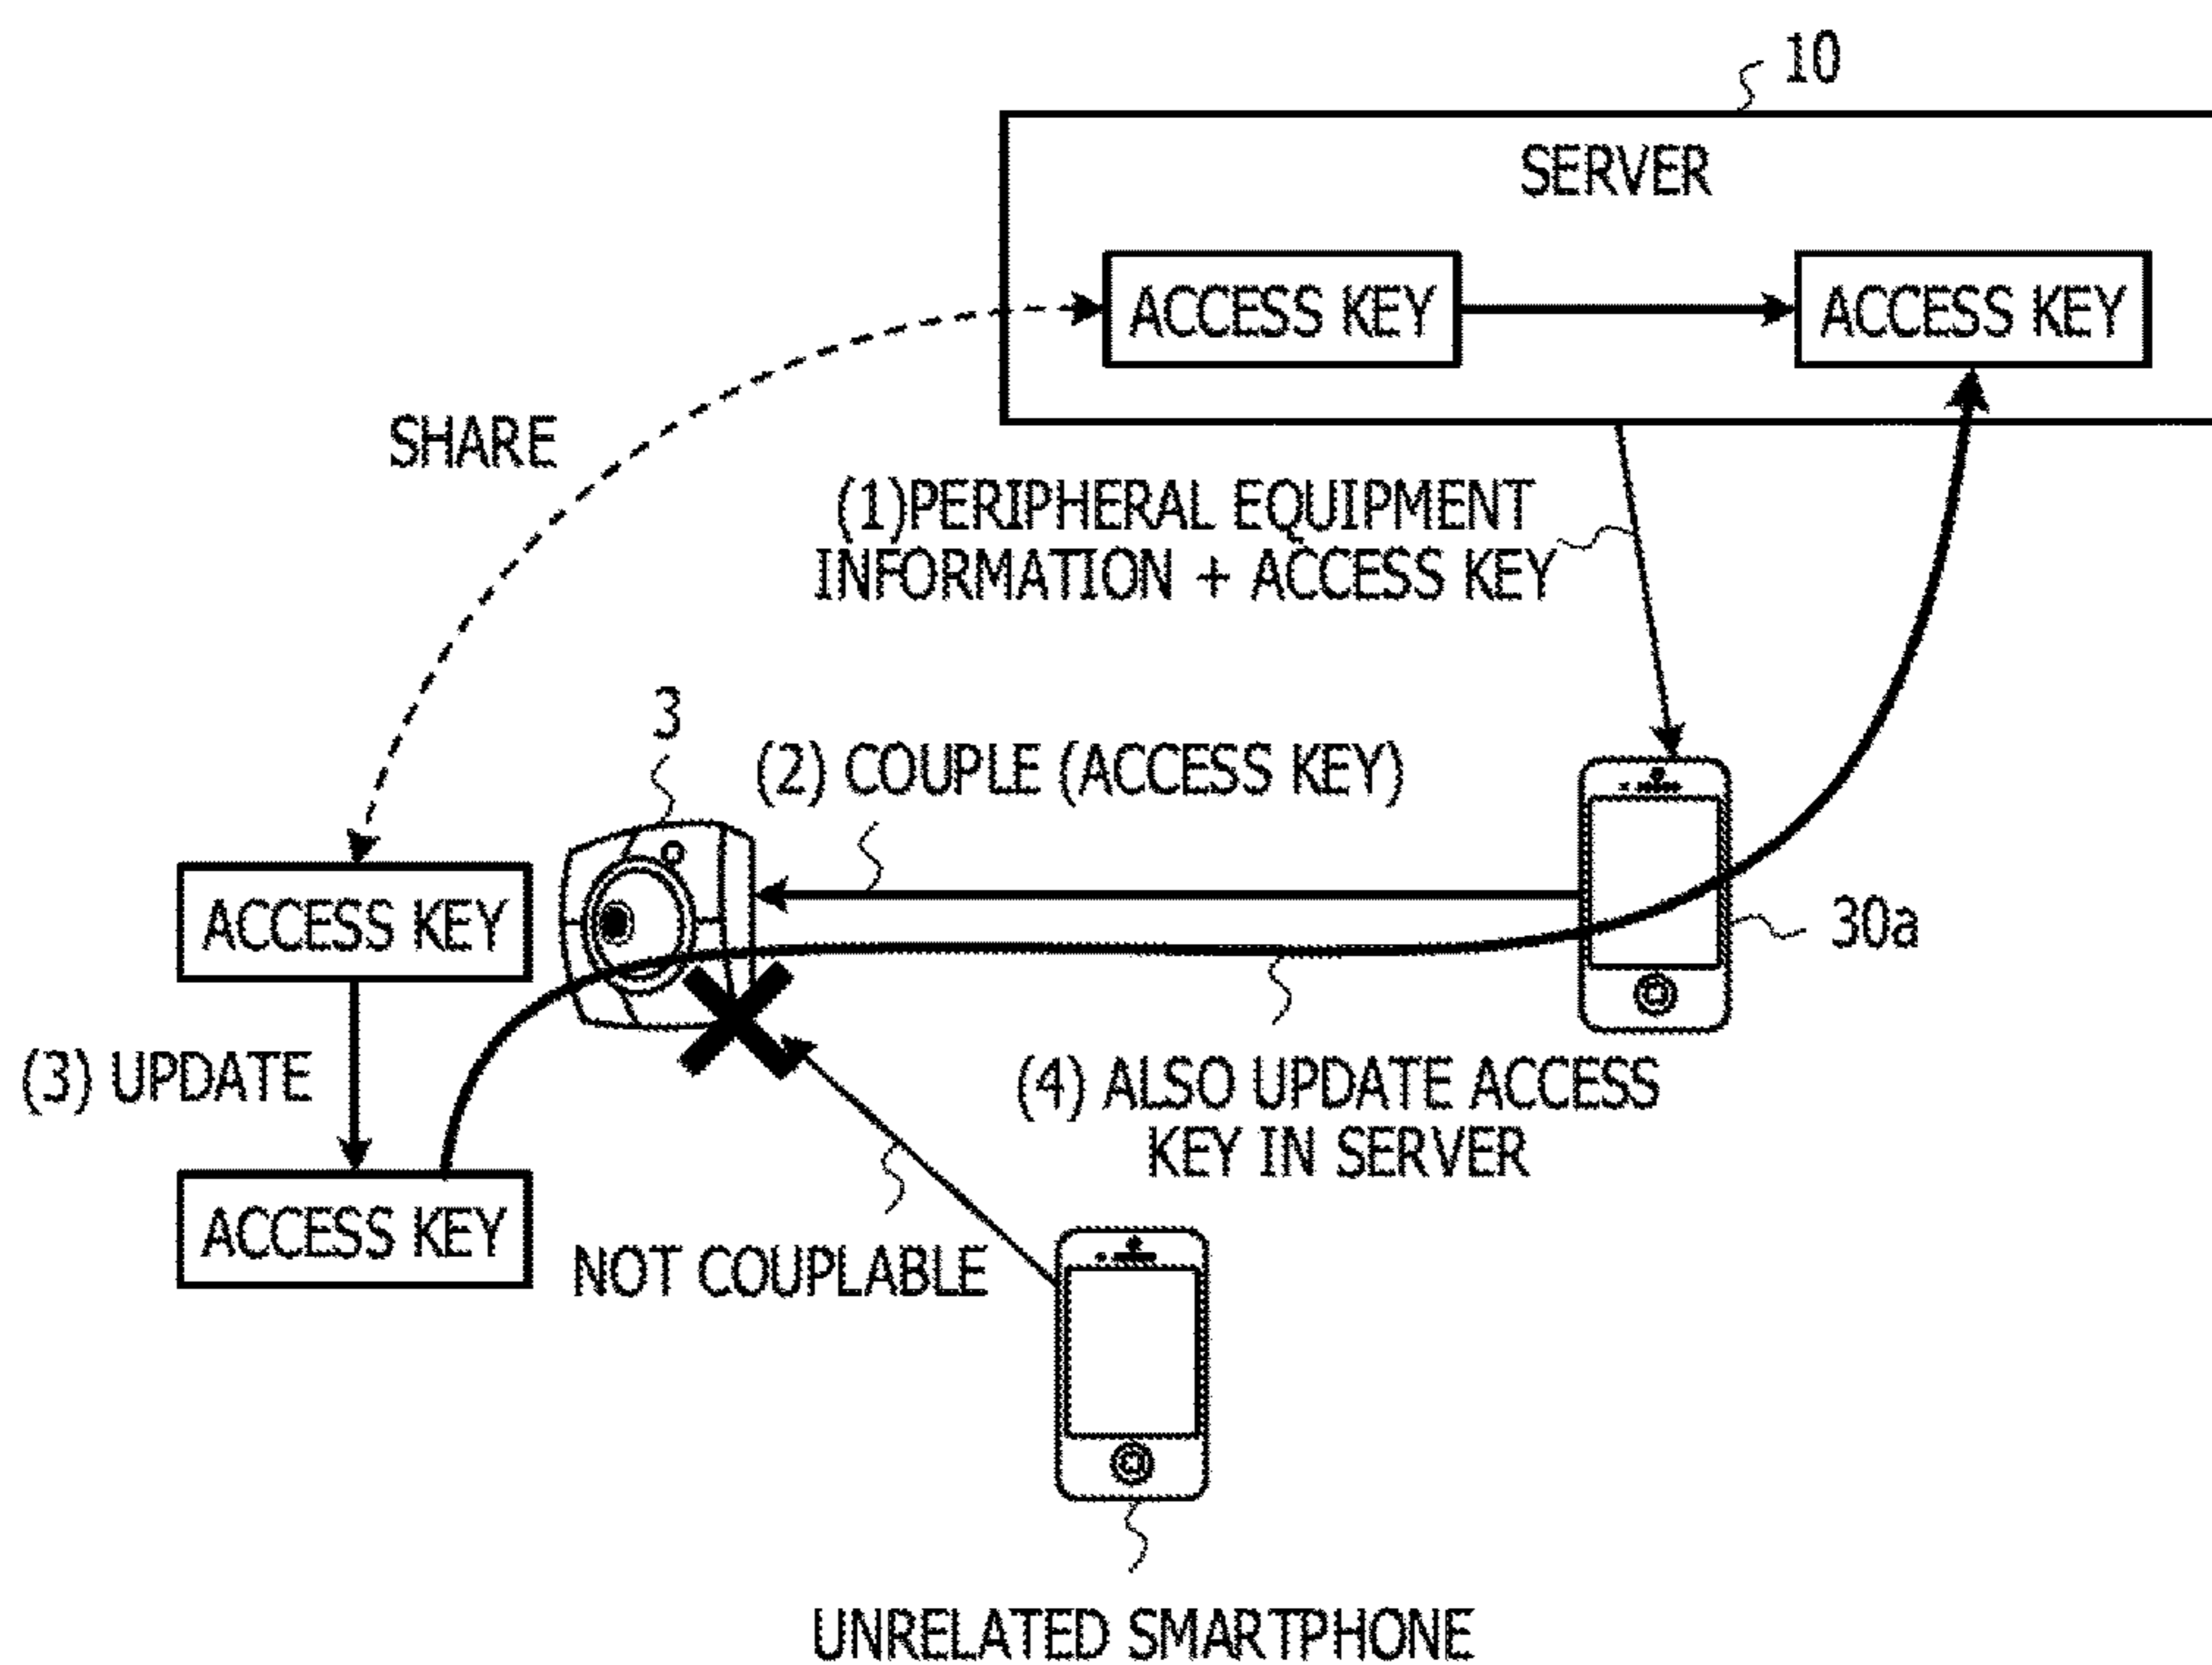 10
SERVER
ACCESS KEY
ACCESS KEY
SHARE
(1)PERIPHERAL EQUIPMENT
INFORMATION + ACCESS KEY
3
(2) COUPLE (ACCESS KEY)
ACCESS KEY
30a
(3) UPDATE
(4) ALSO UPDATE ACCESS
KEY IN SERVER
ACCESS KEY
NOT COUPLABLE
UNRELATED SMARTPHONE